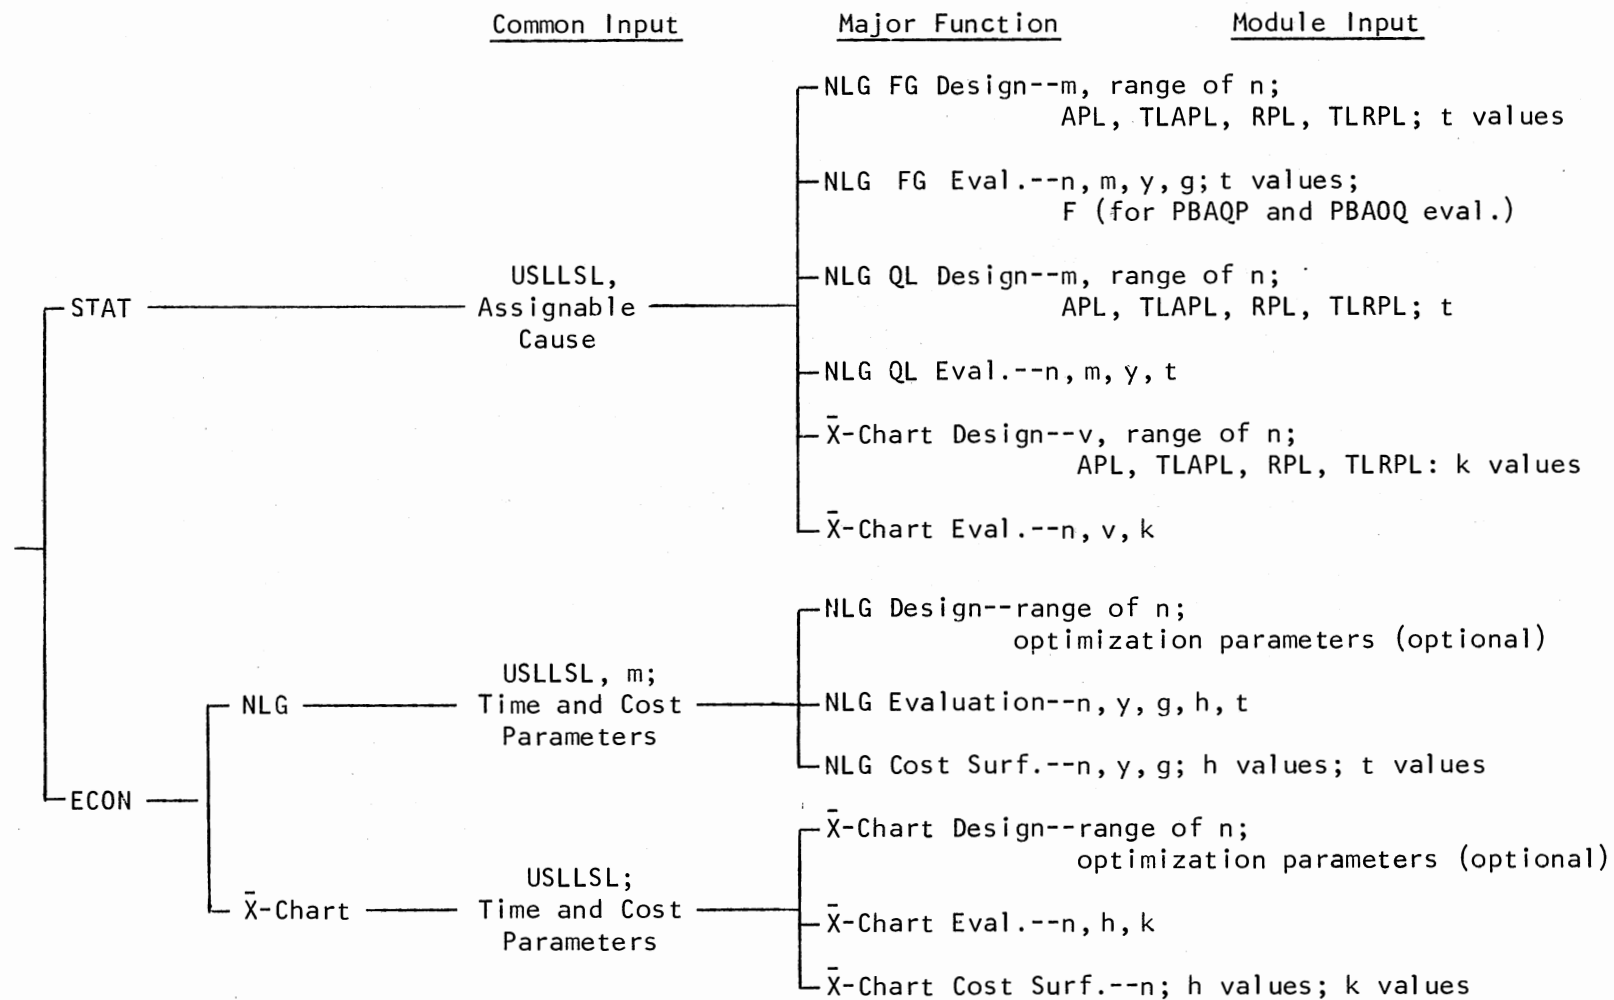 Common Input Major Function Module Input
NLG FG Design--m, range of n;
APL, TLAPL, RPL, TLRPL; t values
NLG FG Eval.--n, m, y, g; t values;
F (for PBAQP and PBAOQ eval.)
USLLSL,
NLG QL Design--m, range of n;
STAT Assignable
APL, TLAPL, RPL, TLRPL; t
Cause
NLG QL Eval.--n, m, y, t
X̄-Chart Design--v, range of n;
APL, TLAPL, RPL, TLRPL: k values
X̄-Chart Eval.--n, v, k
NLG Design--range of n;
optimization parameters (optional)
USLLSL, m;
NLG Time and Cost
Parameters
NLG Evaluation--n, y, g, h, t
NLG Cost Surf.--n, y, g; h values; t values
ECON
X̄-Chart Design--range of n;
optimization parameters (optional)
USLLSL;
X̄-Chart Time and Cost
Parameters
X̄-Chart Eval.--n, h, k
X̄-Chart Cost Surf.--n; h values; k values